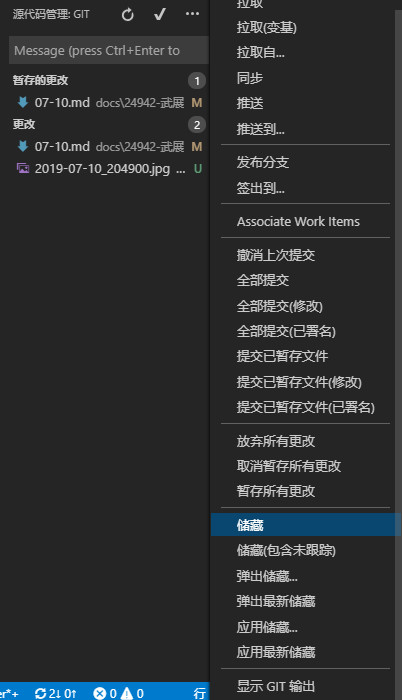 源代码管理: GIT
Message (press Ctrl+Enter to
暂存的更改 1
07-10.md docs\24942-武展 M
更改 2
07-10.md docs\24942-武展 M
2019-07-10_204900.jpg ... U
er*+ 2↓ 0↑ 0 0 行
拉取
拉取(变基)
拉取自...
同步
推送
推送到...
发布分支
签出到...
Associate Work Items
撤消上次提交
全部提交
全部提交(修改)
全部提交(已署名)
提交已暂存文件
提交已暂存文件(修改)
提交已暂存文件(已署名)
放弃所有更改
取消暂存所有更改
暂存所有更改
储藏
储藏(包含未跟踪)
弹出储藏...
弹出最新储藏
应用储藏...
应用最新储藏
显示 GIT 输出